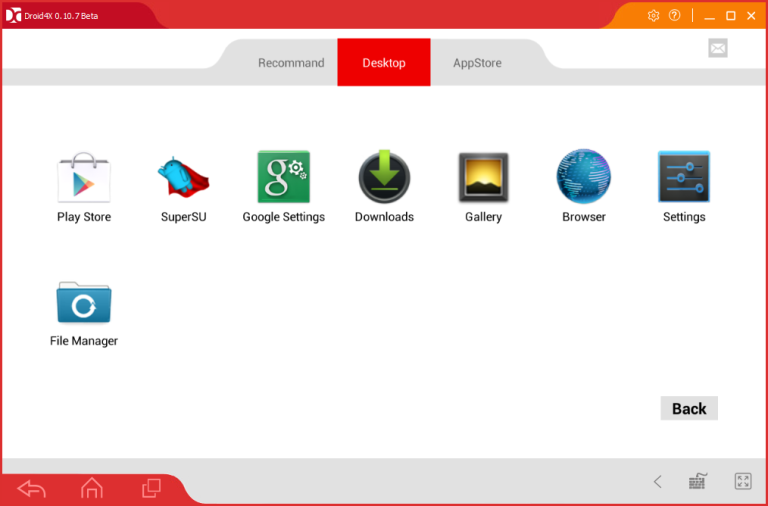 Droid4X 0.10.7 Beta
Recommand
Desktop
AppStore
Play Store
SuperSU
Google Settings
Downloads
Gallery
Browser
Settings
File Manager
Back